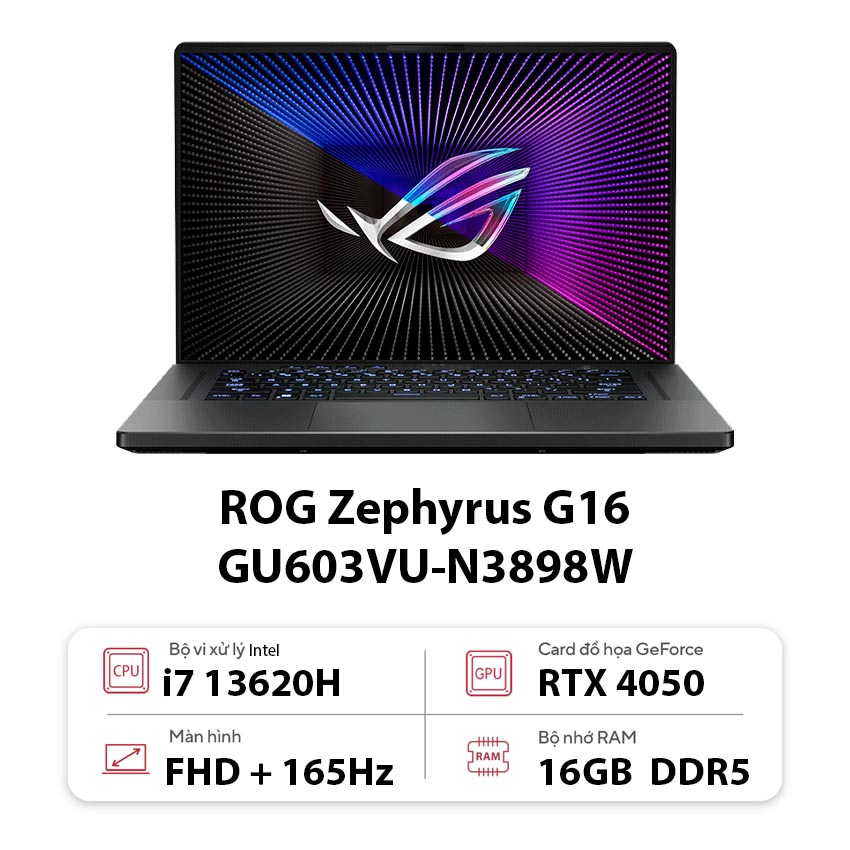 ROG Zephyrus G16
GU603VU-N3898W
CPU
Bộ vi xử lý Intel
i7 13620H
GPU
Card đồ họa GeForce
RTX 4050
Màn hình
FHD + 165Hz
RAM
Bộ nhớ RAM
16GB DDR5